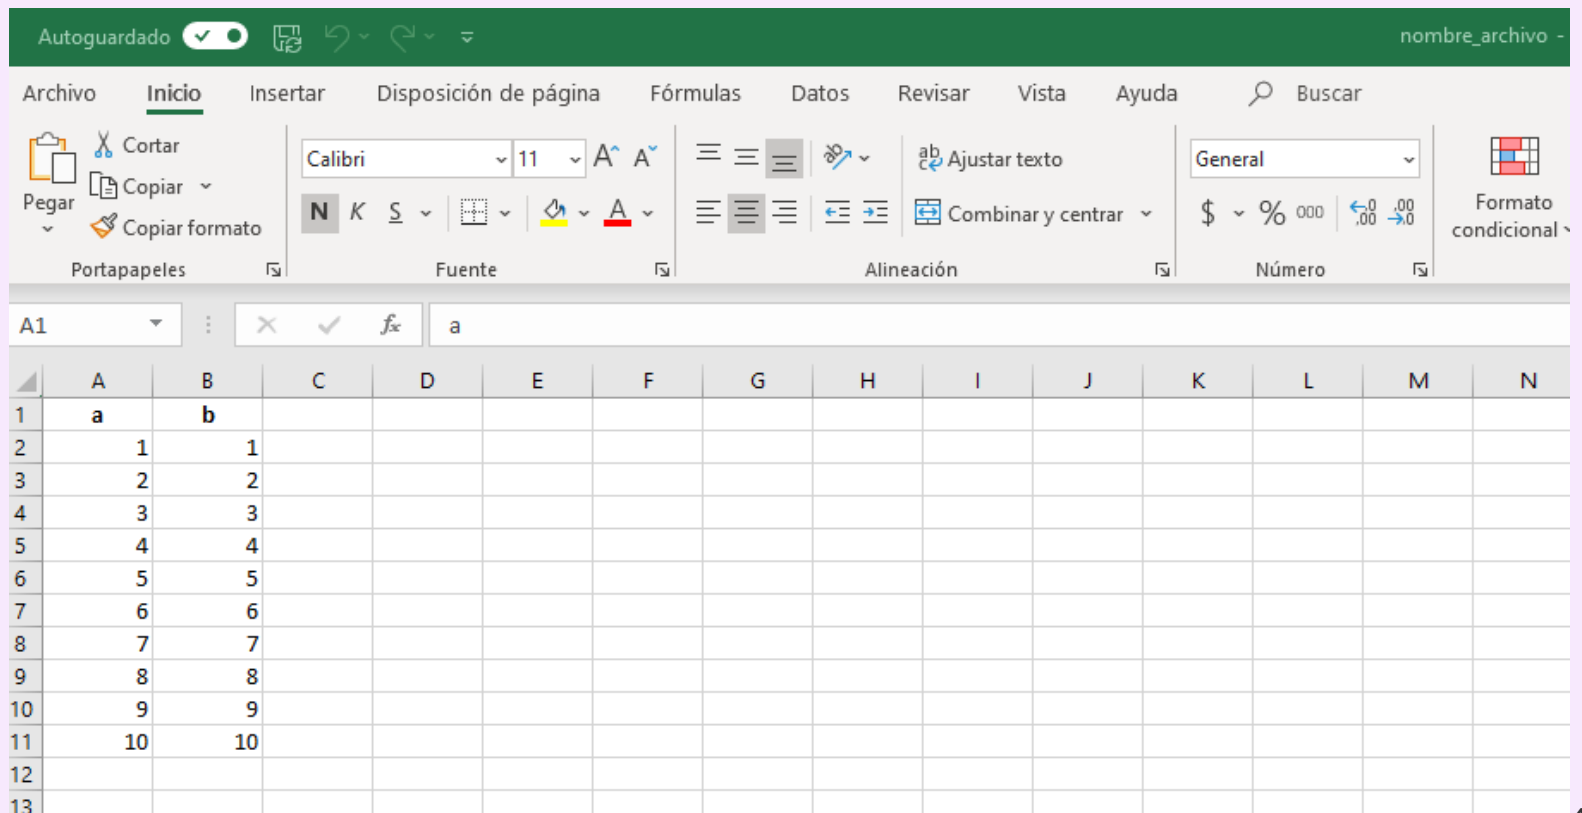 Autoguardado nombre_archivo -
Archivo Inicio Insertar Disposición de página Fórmulas Datos Revisar Vista Ayuda Buscar
Pegar
Cortar
Copiar
Copiar formato
Portapapeles
Calibri 11 A A
N K S A
Fuente
ab Ajustar texto
Combinar y centrar
Alineación
General
$ % 000 ,00 ,0
Número
Formato
condicional
A1 fx a
A B C D E F G H I J K L M N
1 a b
2 1 1
3 2 2
4 3 3
5 4 4
6 5 5
7 6 6
8 7 7
9 8 8
10 9 9
11 10 10
12
13